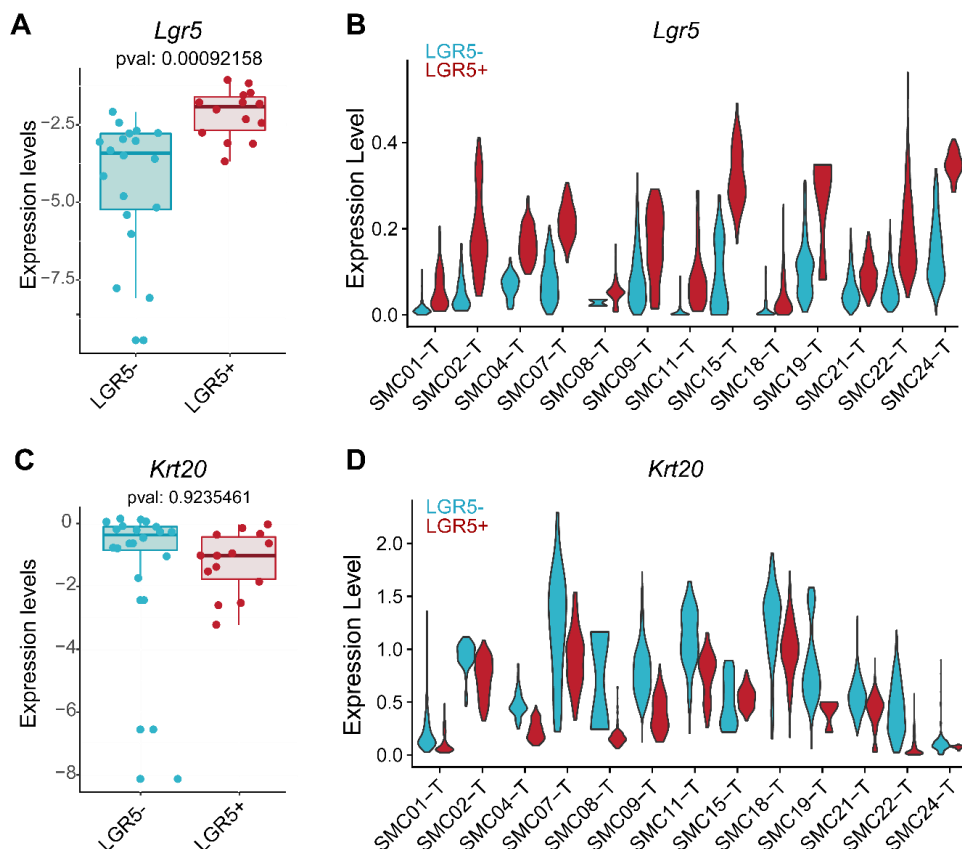 A
Lgr5
pval: 0.00092158
Expression levels
−2.5
−5.0
−7.5
LGR5-
LGR5+
B
Lgr5
LGR5-
LGR5+
Expression Level
0.4
0.2
0.0
SMC01−T
SMC02−T
SMC04−T
SMC07−T
SMC08−T
SMC09−T
SMC11−T
SMC15−T
SMC18−T
SMC19−T
SMC21−T
SMC22−T
SMC24−T
C
Krt20
pval: 0.9235461
Expression levels
0
−2
−4
−6
−8
LGR5-
LGR5+
D
Krt20
LGR5-
LGR5+
Expression Level
2.0
1.5
1.0
0.5
0.0
SMC01−T
SMC02−T
SMC04−T
SMC07−T
SMC08−T
SMC09−T
SMC11−T
SMC15−T
SMC18−T
SMC19−T
SMC21−T
SMC22−T
SMC24−T